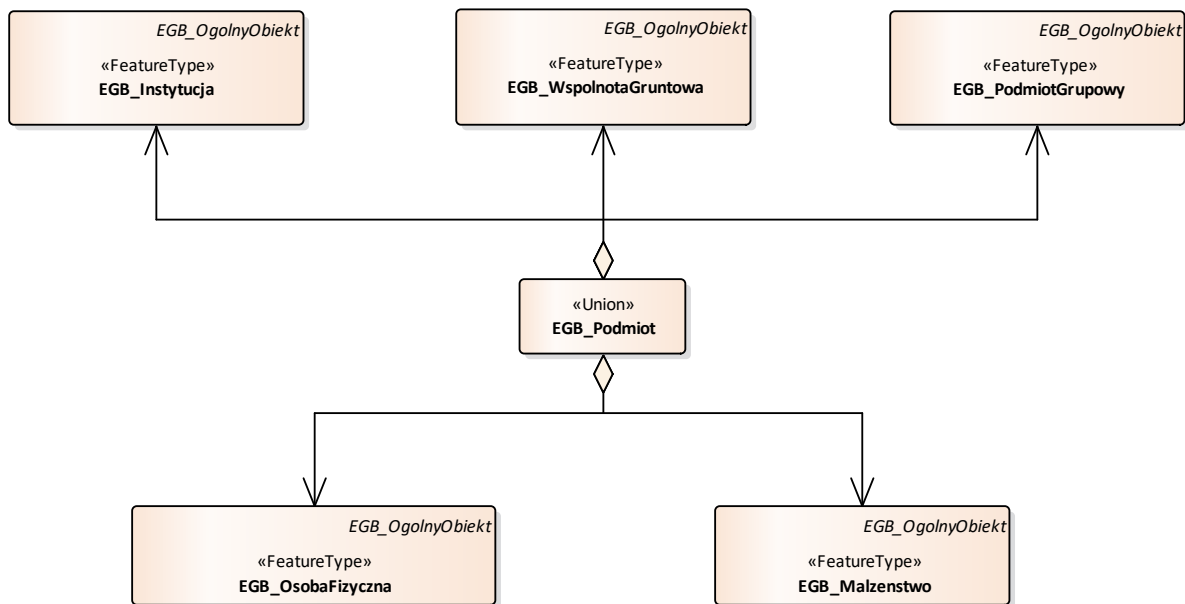 EGB_OgolnyObiekt
«FeatureType»
EGB_Instytucja
EGB_OgolnyObiekt
«FeatureType»
EGB_WspolnotaGruntowa
EGB_OgolnyObiekt
«FeatureType»
EGB_PodmiotGrupowy
«Union»
EGB_Podmiot
EGB_OgolnyObiekt
«FeatureType»
EGB_OsobaFizyczna
EGB_OgolnyObiekt
«FeatureType»
EGB_Malzenstwo